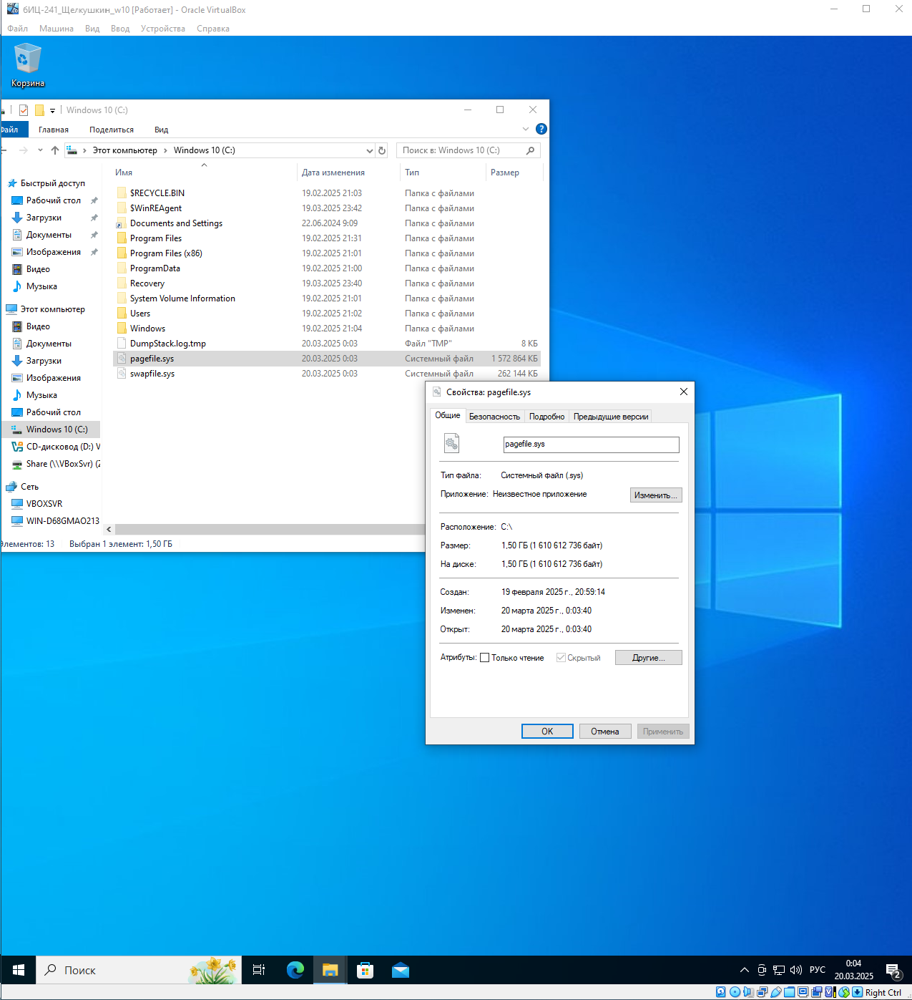 6ИЦ-241_Щелкушкин_w10 [Работает] - Oracle VirtualBox
Файл Машина Вид Ввод Устройства Справка
Корзина
Windows 10 (C:)
Файл Главная Поделиться Вид
Этот компьютер Windows 10 (C:) Поиск в: Windows 10 (C:)
Имя Дата изменения Тип Размер
Быстрый доступ
Рабочий стол
Загрузки
Документы
Изображения
Видео
Музыка
Этот компьютер
Видео
Документы
Загрузки
Изображения
Музыка
Рабочий стол
Windows 10 (C:)
CD-дисковод (D:) V
Share (\\VBoxSvr) (Z
Сеть
VBOXSVR
WIN-D68GMAO213
$RECYCLE.BIN 19.02.2025 21:03 Папка с файлами
$WinREAgent 19.03.2025 23:42 Папка с файлами
Documents and Settings 22.06.2024 9:09 Папка с файлами
Program Files 19.02.2025 21:31 Папка с файлами
Program Files (x86) 19.02.2025 21:01 Папка с файлами
ProgramData 19.02.2025 21:00 Папка с файлами
Recovery 19.03.2025 23:40 Папка с файлами
System Volume Information 19.02.2025 21:01 Папка с файлами
Users 19.02.2025 21:02 Папка с файлами
Windows 19.02.2025 21:04 Папка с файлами
DumpStack.log.tmp 20.03.2025 0:03 Файл "TMP" 8 КБ
pagefile.sys 20.03.2025 0:03 Системный файл 1 572 864 КБ
swapfile.sys 20.03.2025 0:03 Системный файл 262 144 КБ
Элементов: 13 Выбран 1 элемент: 1,50 ГБ
Свойства: pagefile.sys
Общие Безопасность Подробно Предыдущие версии
pagefile.sys
Тип файла: Системный файл (.sys)
Приложение: Неизвестное приложение Изменить...
Расположение: C:\
Размер: 1,50 ГБ (1 610 612 736 байт)
На диске: 1,50 ГБ (1 610 612 736 байт)
Создан: 19 февраля 2025 г., 20:59:14
Изменен: 20 марта 2025 г., 0:03:40
Открыт: 20 марта 2025 г., 0:03:40
Атрибуты: Только чтение Скрытый Другие...
OK Отмена Применить
Поиск
РУС
0:04
20.03.2025
2
Right Ctrl